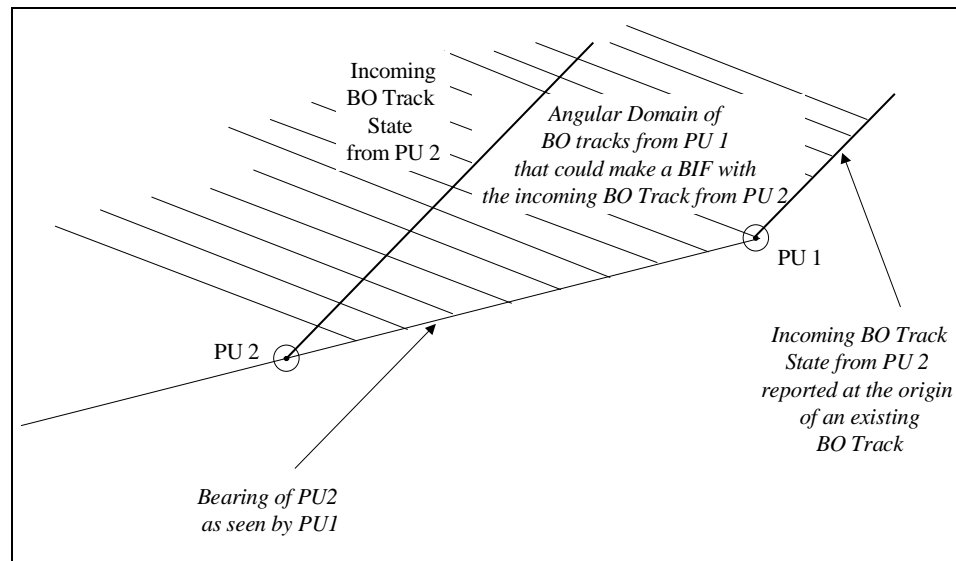 Incoming
BO Track
State
from PU 2
Angular Domain of
BO tracks from PU 1
that could make a BIF with
the incoming BO Track from PU 2
PU 1
PU 2
Incoming BO Track
State from PU 2
reported at the origin
of an existing
BO Track
Bearing of PU2
as seen by PU1